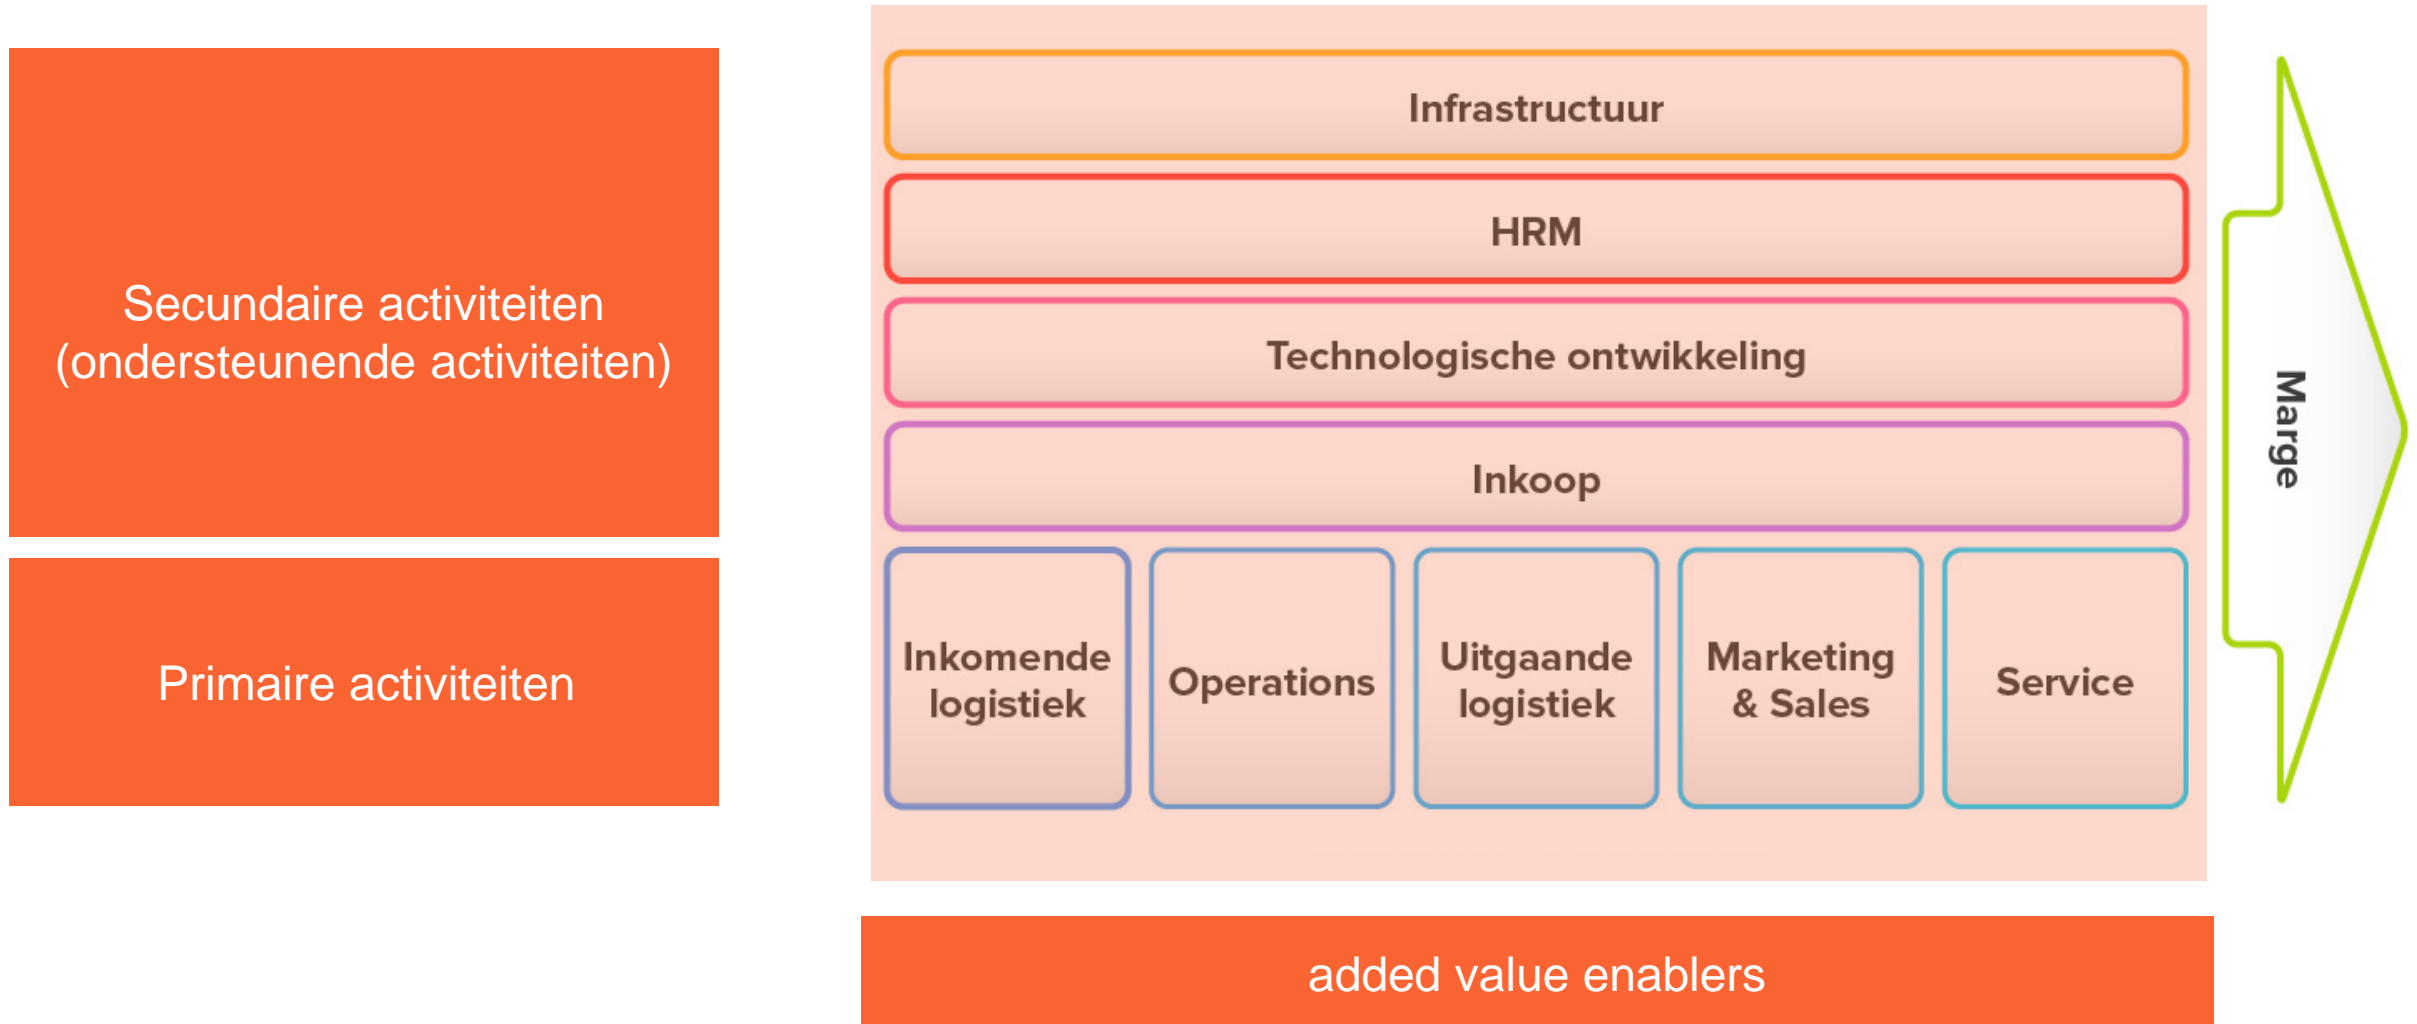 Secundaire activiteiten
(ondersteunende activiteiten)
Primaire activiteiten
Infrastructuur
HRM
Technologische ontwikkeling
Inkoop
Inkomende
logistiek
Operations
Uitgaande
logistiek
Marketing
& Sales
Service
Marge
added value enablers